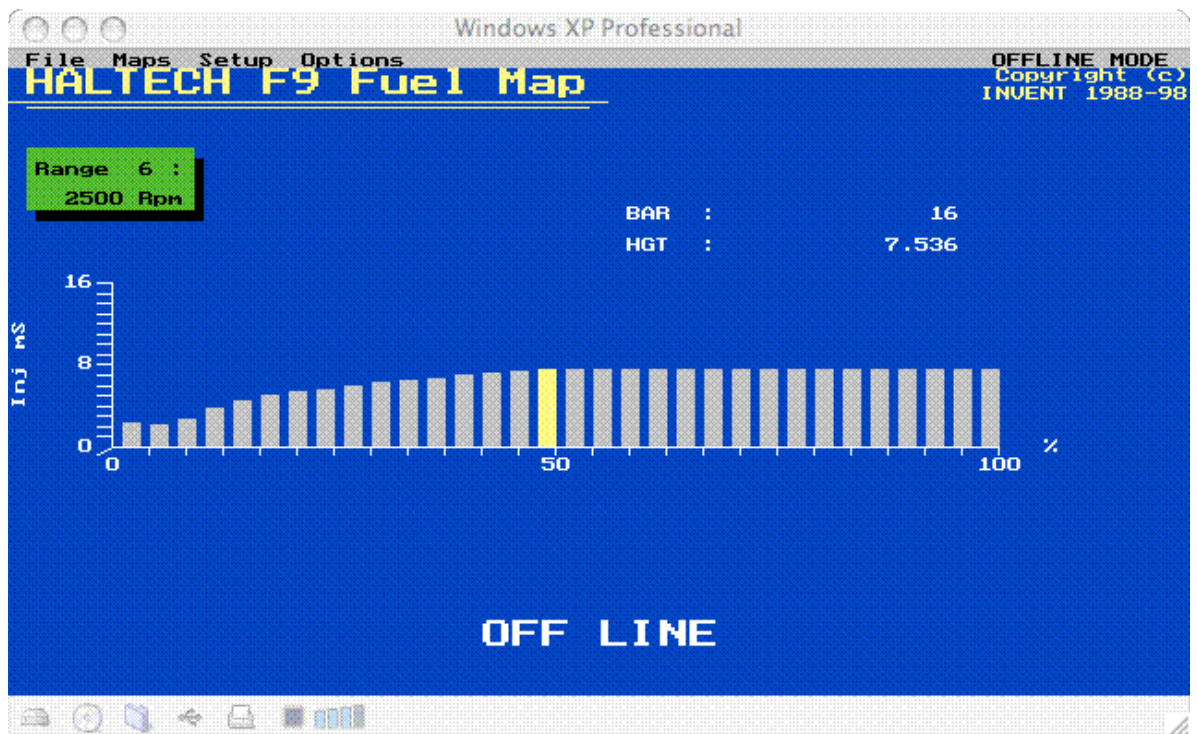 Windows XP Professional
File Maps Setup Options OFFLINE MODE
HALTECH F9 Fuel Map
Copyright (c)
INVENT 1988-98
Range 6 :
2500 Rpm
BAR : 16
HGT : 7.536
16
8
0
Inj mS
0 50 100 %
OFF LINE